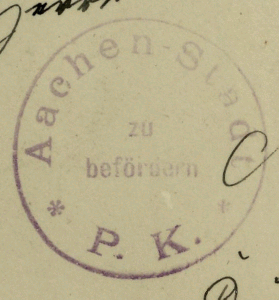 Aachen-Stadt
zu
befördern
* P. K. *